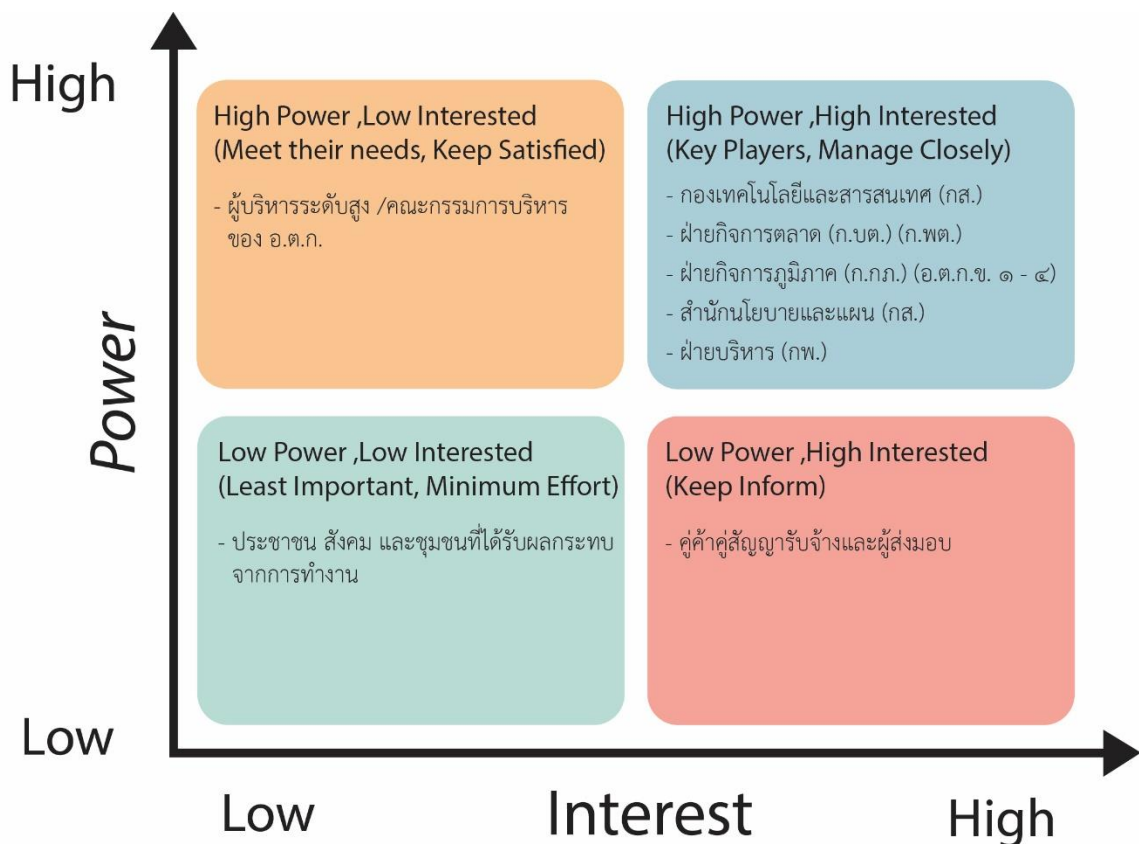 High
High Power ,Low Interested
(Meet their needs, Keep Satisfied)
- ผู้บริหารระดับสูง /คณะกรรมการบริหาร
ของ อ.ต.ก.
High Power ,High Interested
(Key Players, Manage Closely)
- กองเทคโนโลยีและสารสนเทศ (กส.)
- ฝ่ายกิจการตลาด (ก.บต.) (ก.พต.)
- ฝ่ายกิจการภูมิภาค (ก.กภ.) (อ.ต.ก.ข. ๑ - ๔)
- สำนักนโยบายและแผน (กส.)
- ฝ่ายบริหาร (กพ.)
Power
Low Power ,Low Interested
(Least Important, Minimum Effort)
- ประชาชน สังคม และชุมชนที่ได้รับผลกระทบ
จากการทำงาน
Low Power ,High Interested
(Keep Inform)
- คู่ค้าคู่สัญญารับจ้างและผู้ส่งมอบ
Low
Low
Interest
High